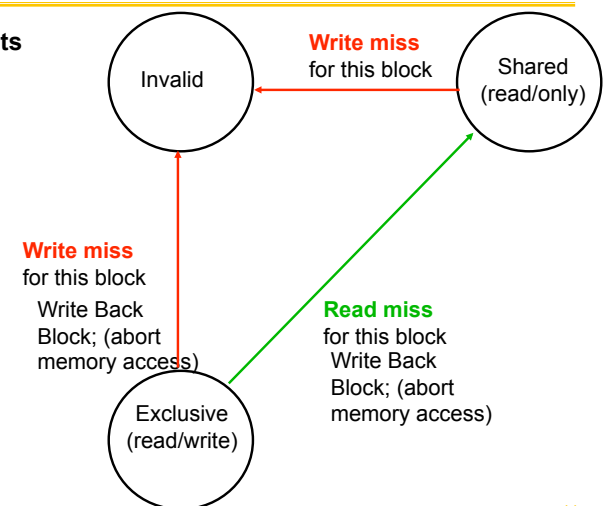 ts
Write miss
for this block
Invalid
Shared
(read/only)
Write miss
for this block
Write Back
Block; (abort
memory access)
Read miss
for this block
Write Back
Block; (abort
memory access)
Exclusive
(read/write)